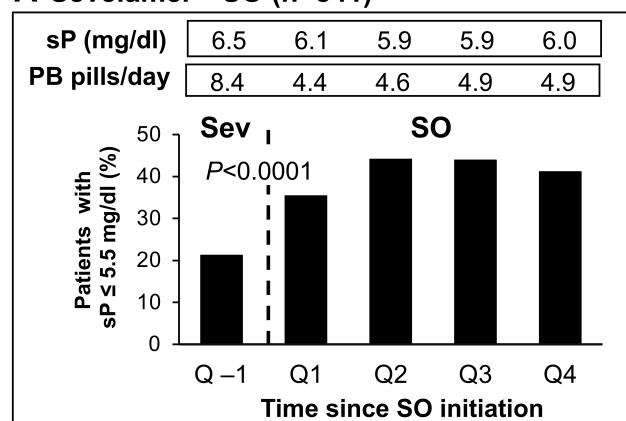 sP (mg/dl) 6.5 6.1 5.9 5.9 6.0
PB pills/day 8.4 4.4 4.6 4.9 4.9
Sev SO
P<0.0001
Patients with
sP ≤ 5.5 mg/dl (%)
50
40
30
20
10
0
Q –1 Q1 Q2 Q3 Q4
Time since SO initiation